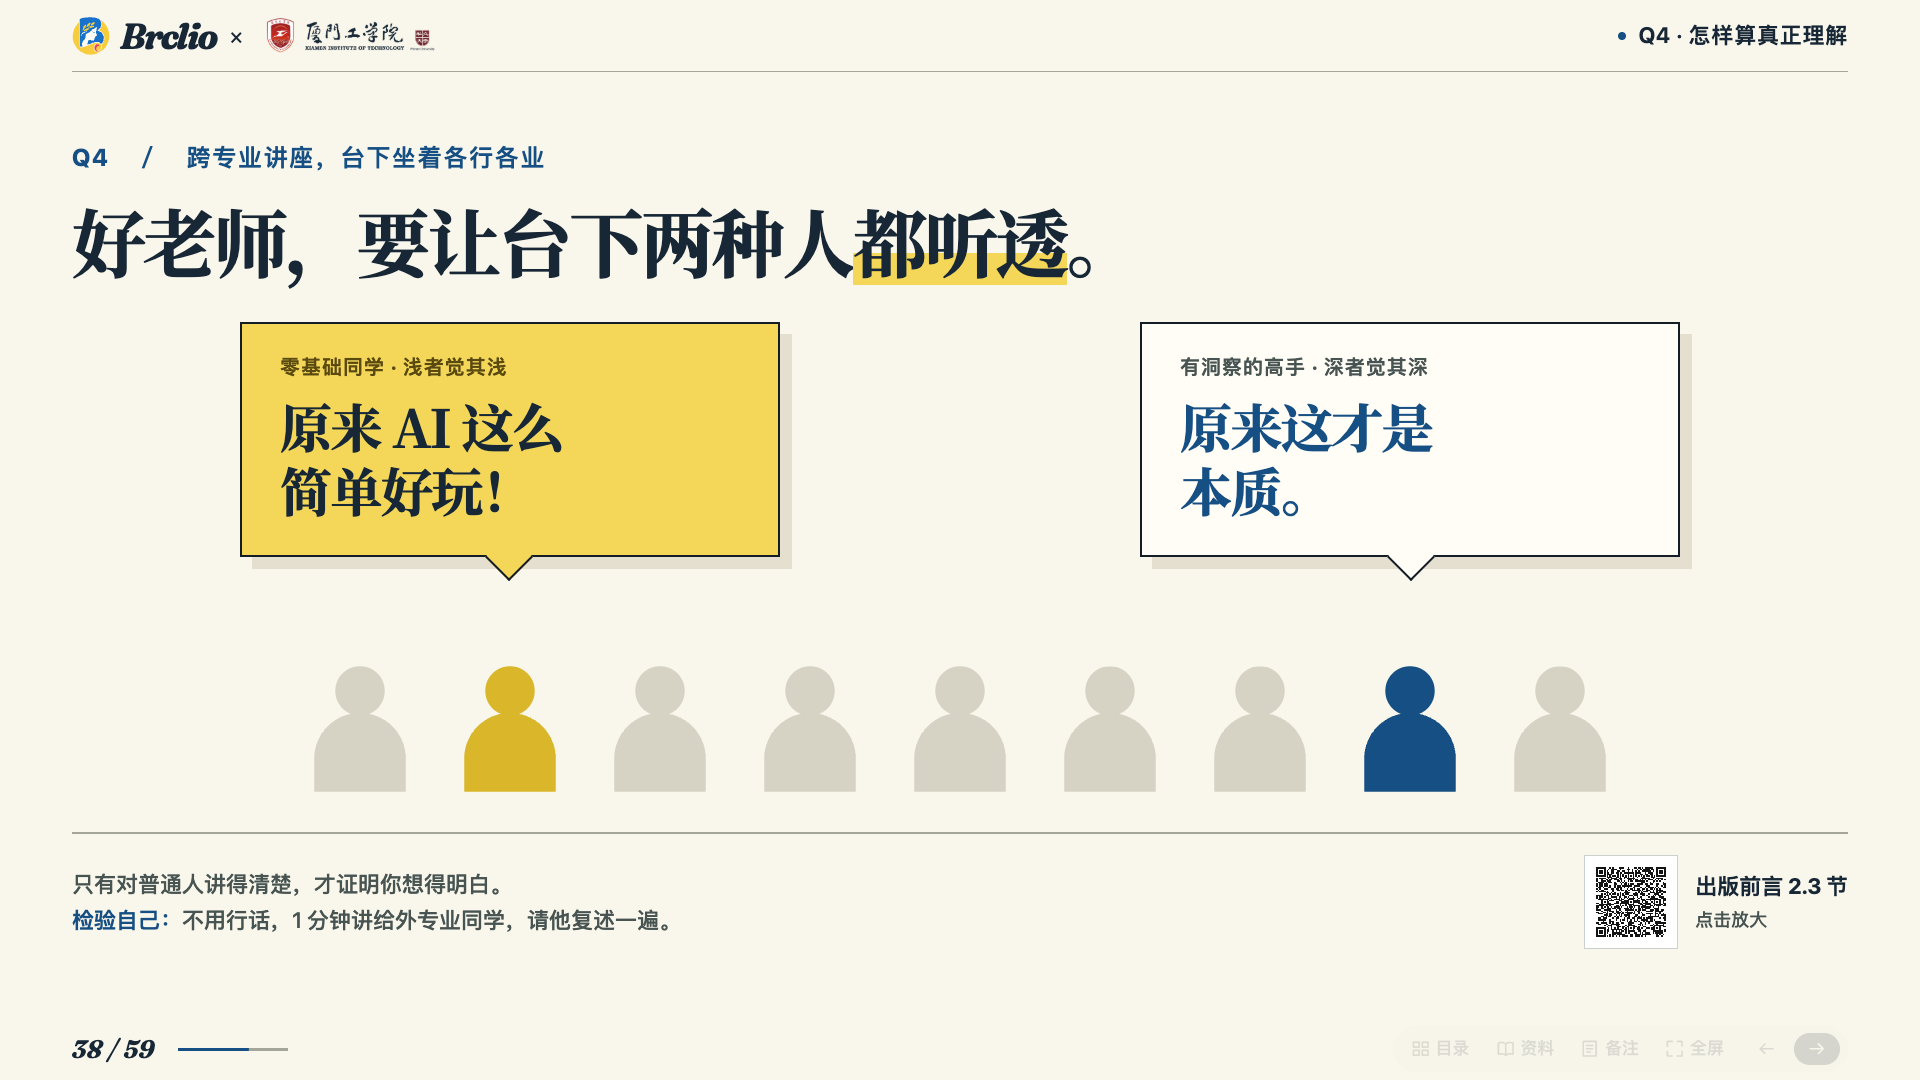 Brclio × 厦门工学院
XIAMEN INSTITUTE OF TECHNOLOGY
Q4 · 怎样算真正理解
Q4 / 跨专业讲座，台下坐着各行各业
好老师，要让台下两种人都听透。
零基础同学 · 浅者觉其浅
原来 AI 这么
简单好玩！
有洞察的高手 · 深者觉其深
原来这才是
本质。
只有对普通人讲得清楚，才证明你想得明白。
检验自己：不用行话，1 分钟讲给外专业同学，请他复述一遍。
出版前言 2.3 节
点击放大
38 / 59
目录 资料 备注 全屏 ← →